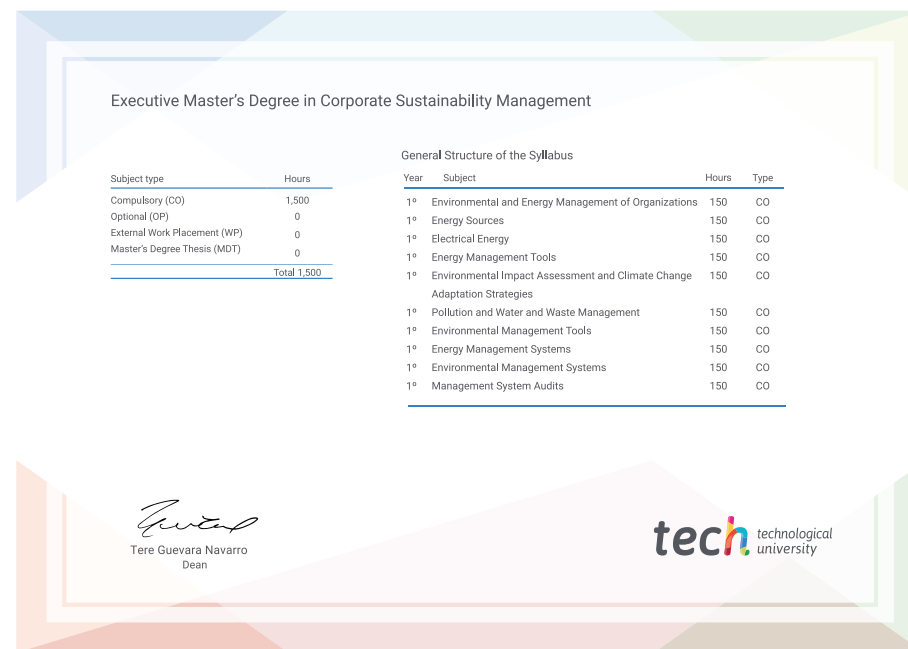 Executive Master's Degree in Corporate Sustainability Management
General Structure of the Syllabus
Subject type Hours
Compulsory (CO) 1,500
Optional (OP) 0
External Work Placement (WP) 0
Master's Degree Thesis (MDT) 0
Total 1,500
Year Subject Hours Type
1º Environmental and Energy Management of Organizations 150 CO
1º Energy Sources 150 CO
1º Electrical Energy 150 CO
1º Energy Management Tools 150 CO
1º Environmental Impact Assessment and Climate Change 150 CO
Adaptation Strategies
1º Pollution and Water and Waste Management 150 CO
1º Environmental Management Tools 150 CO
1º Energy Management Systems 150 CO
1º Environmental Management Systems 150 CO
1º Management System Audits 150 CO
Tere Guevara Navarro
Dean
tech technological
university